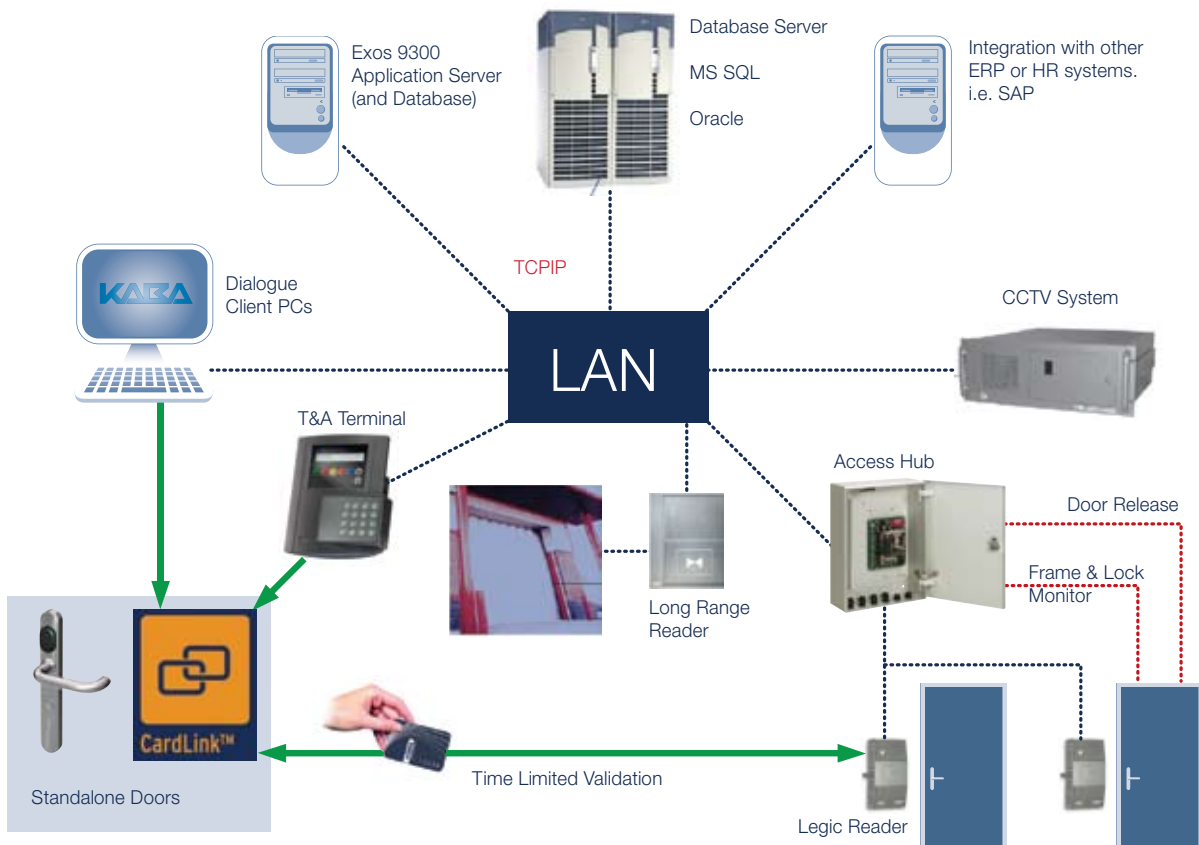 Exos 9300
Application Server
(and Database)
Database Server
MS SQL
Oracle
Integration with other
ERP or HR systems.
i.e. SAP
TCPIP
KABA
Dialogue
Client PCs
LAN
CCTV System
T&A Terminal
Access Hub
Door Release
Frame & Lock
Monitor
Long Range
Reader
CardLink™
Time Limited Validation
Standalone Doors
Legic Reader